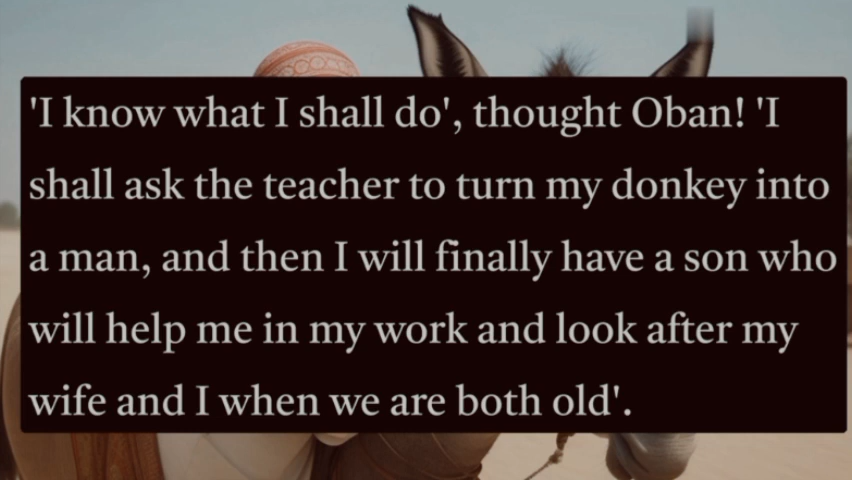 'I know what I shall do', thought Oban! 'I
shall ask the teacher to turn my donkey into
a man, and then I will finally have a son who
will help me in my work and look after my
wife and I when we are both old'.